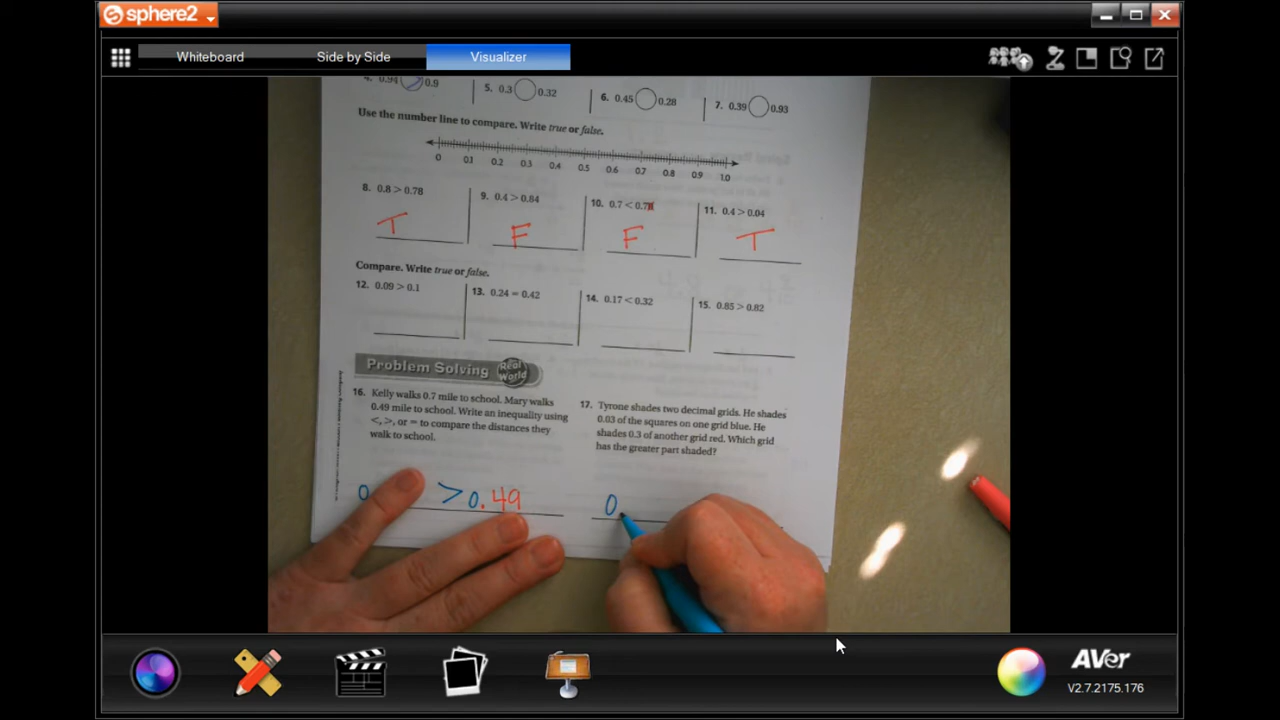 sphere2
Whiteboard Side by Side Visualizer
4. 0.94 0.9 5. 0.3 0.32 6. 0.45 0.28 7. 0.39 0.93
Use the number line to compare. Write true or false.
0 0.1 0.2 0.3 0.4 0.5 0.6 0.7 0.8 0.9 1.0
8. 0.8 > 0.78 9. 0.4 > 0.84 10. 0.7 < 0.7 11. 0.4 > 0.04
T F F T
Compare. Write true or false.
12. 0.09 > 0.1 13. 0.24 = 0.42 14. 0.17 < 0.32 15. 0.85 > 0.82
Problem Solving Real World
16. Kelly walks 0.7 mile to school. Mary walks
0.49 mile to school. Write an inequality using
<, >, or = to compare the distances they
walk to school.
17. Tyrone shades two decimal grids. He shades
0.03 of the squares on one grid blue. He
shades 0.3 of another grid red. Which grid
has the greater part shaded?
0 > 0.49
0.
AVer
V2.7.2175.176